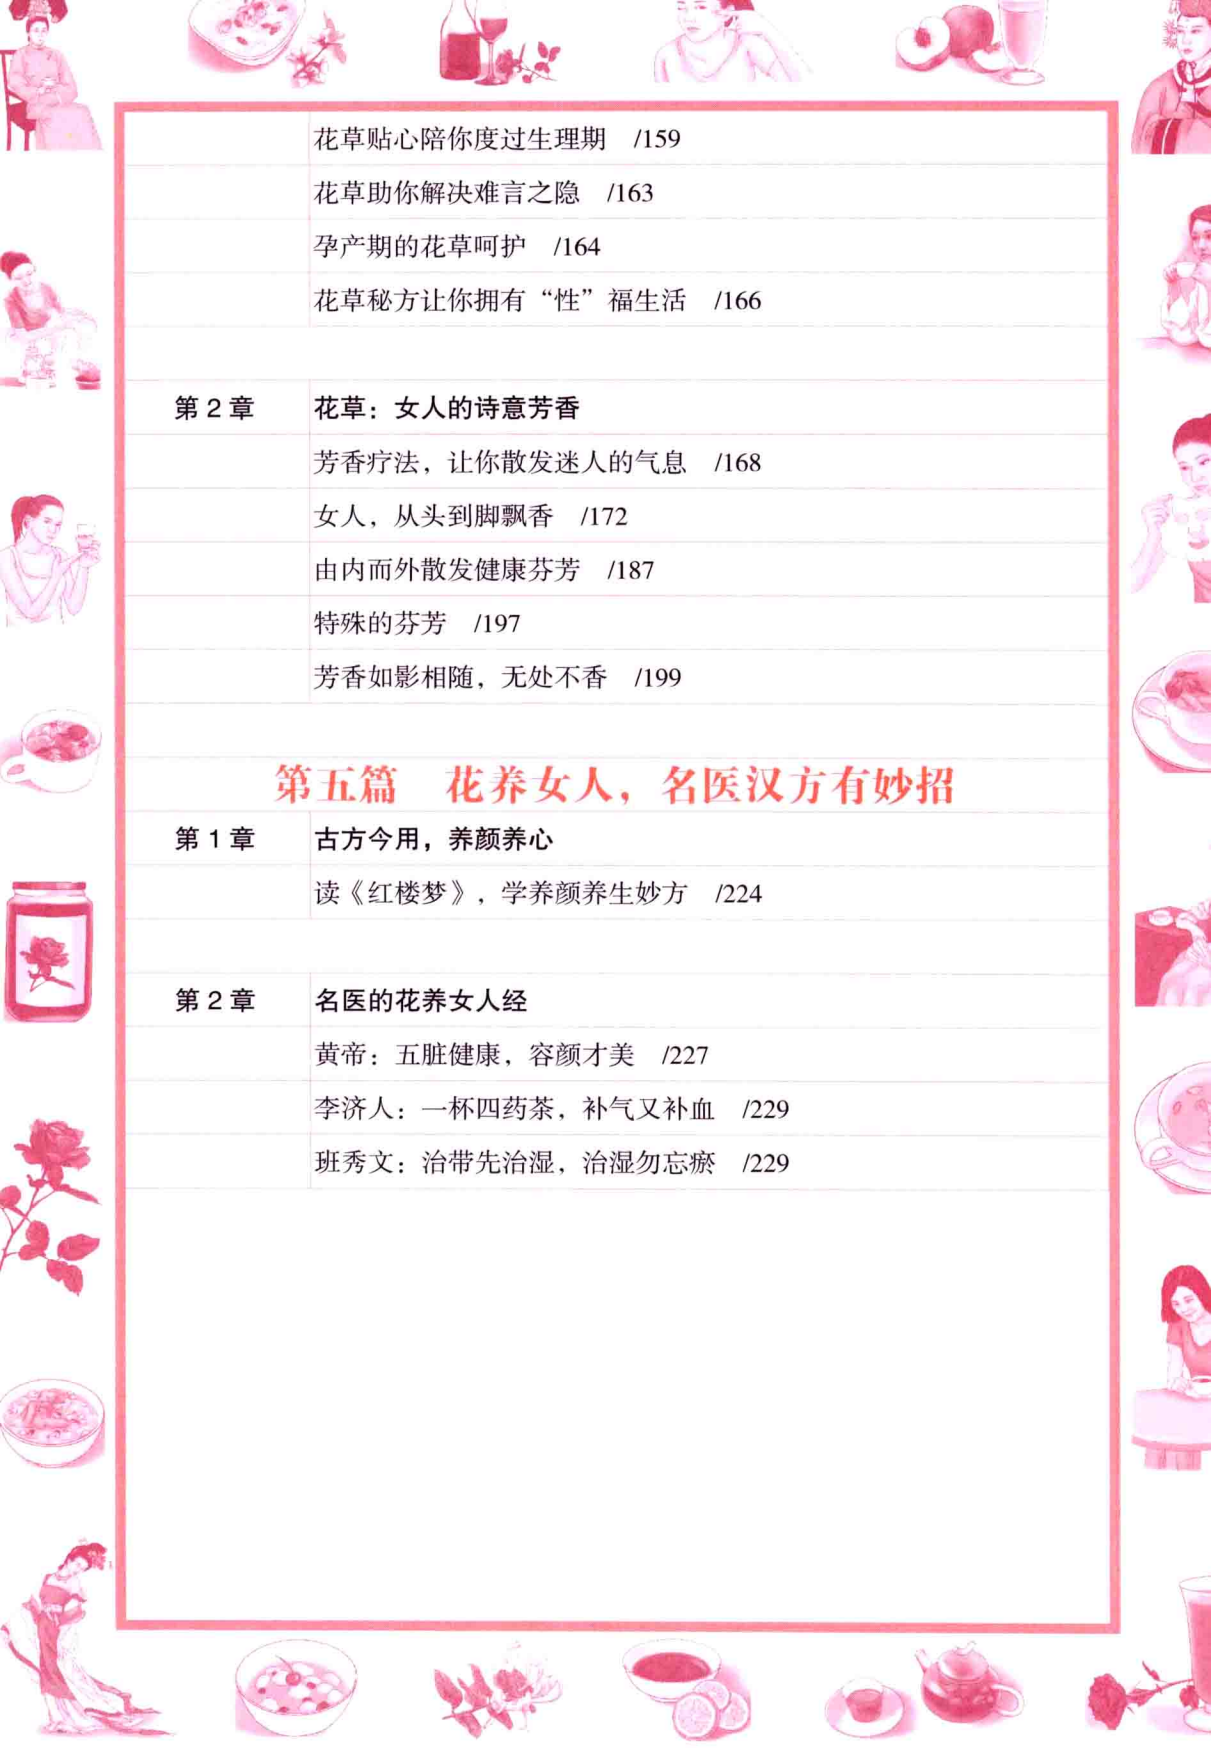 花草贴心陪你度过生理期 /159
花草助你解决难言之隐 /163
孕产期的花草呵护 /164
花草秘方让你拥有“性”福生活 /166
第2章 花草：女人的诗意芳香
芳香疗法，让你散发迷人的气息 /168
女人，从头到脚飘香 /172
由内而外散发健康芬芳 /187
特殊的芬芳 /197
芳香如影相随，无处不香 /199
第五篇 花养女人，名医汉方有妙招
第1章 古方今用，养颜养心
读《红楼梦》，学养颜养生妙方 /224
第2章 名医的花养女人经
黄帝：五脏健康，容颜才美 /227
李济人：一杯四药茶，补气又补血 /229
班秀文：治带先治湿，治湿勿忘瘀 /229